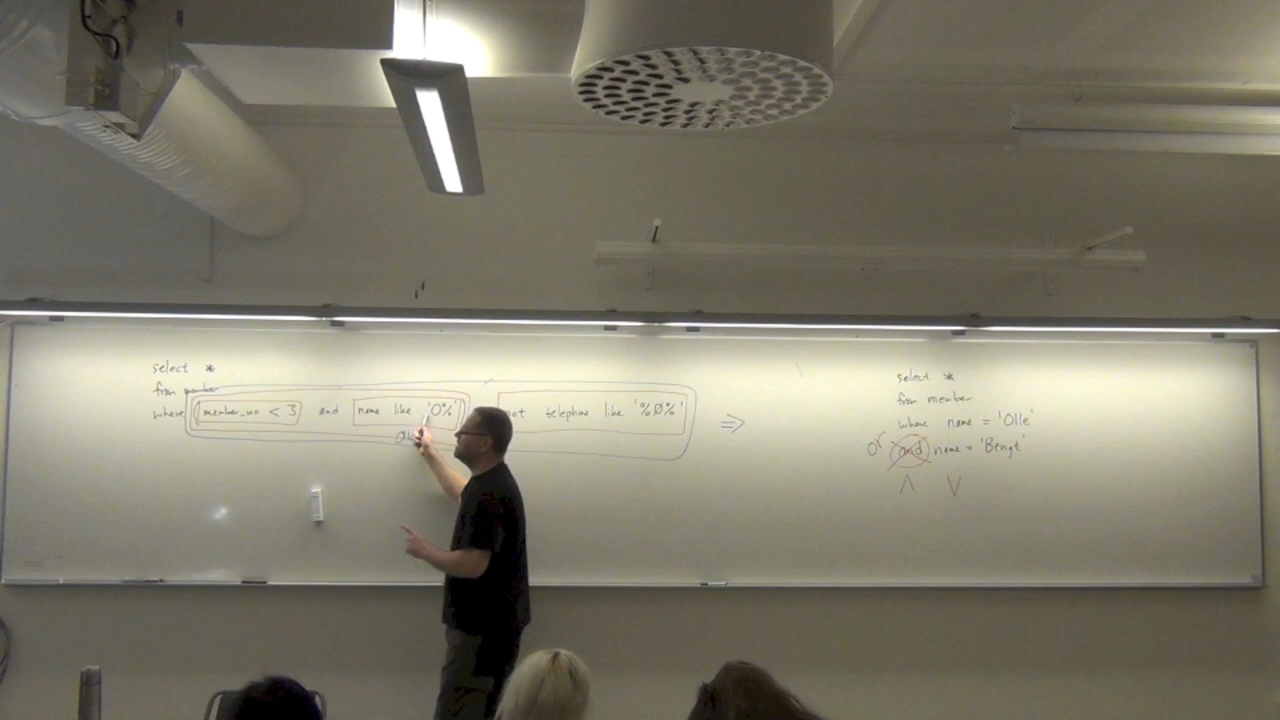 select *
from member
where (member_no < 3 and name like 'O%' not telephone like '%0%' ⇒
select *
from member
where name = 'Olle'
or and name = 'Bengt'
∧ ∨